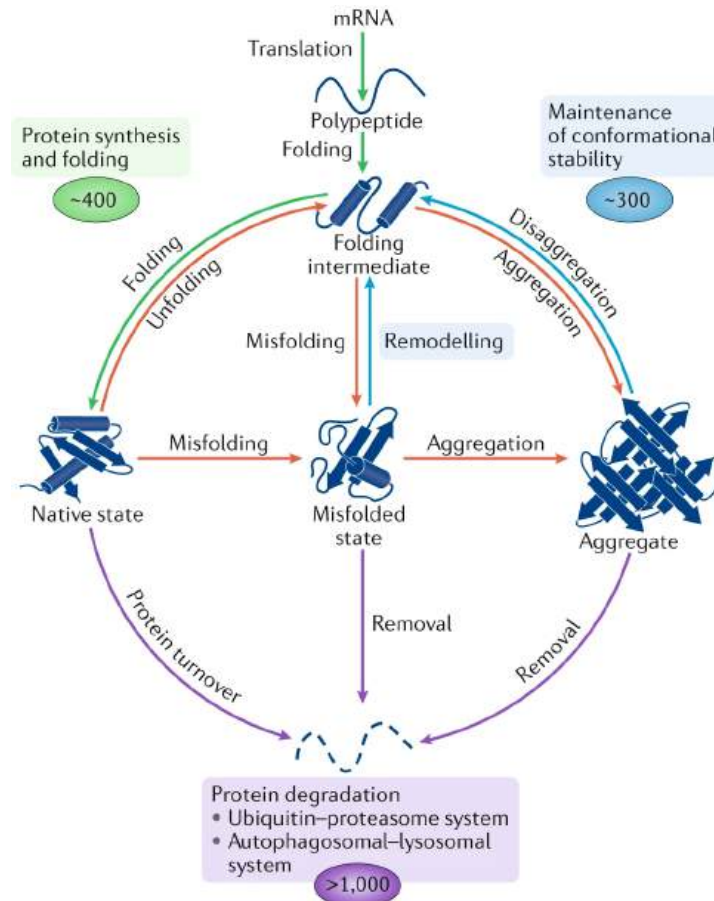 mRNA
Translation
Polypeptide
Protein synthesis
and folding
~400
Maintenance
of conformational
stability
~300
Folding
Folding
intermediate
Folding
Unfolding
Disaggregation
Aggregation
Misfolding
Remodelling
Misfolding
Aggregation
Native state
Misfolded
state
Aggregate
Protein turnover
Removal
Removal
Protein degradation
• Ubiquitin–proteasome system
• Autophagosomal–lysosomal
system
>1,000